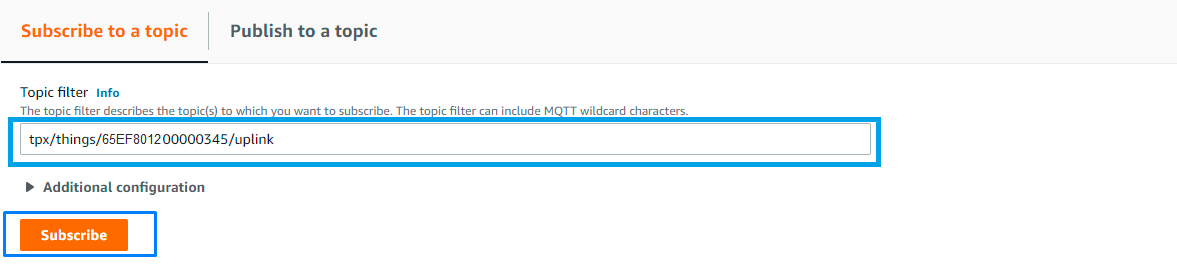 Subscribe to a topic Publish to a topic
Topic filter Info
The topic filter describes the topic(s) to which you want to subscribe. The topic filter can include MQTT wildcard characters.
tpx/things/65EF801200000345/uplink
Additional configuration
Subscribe